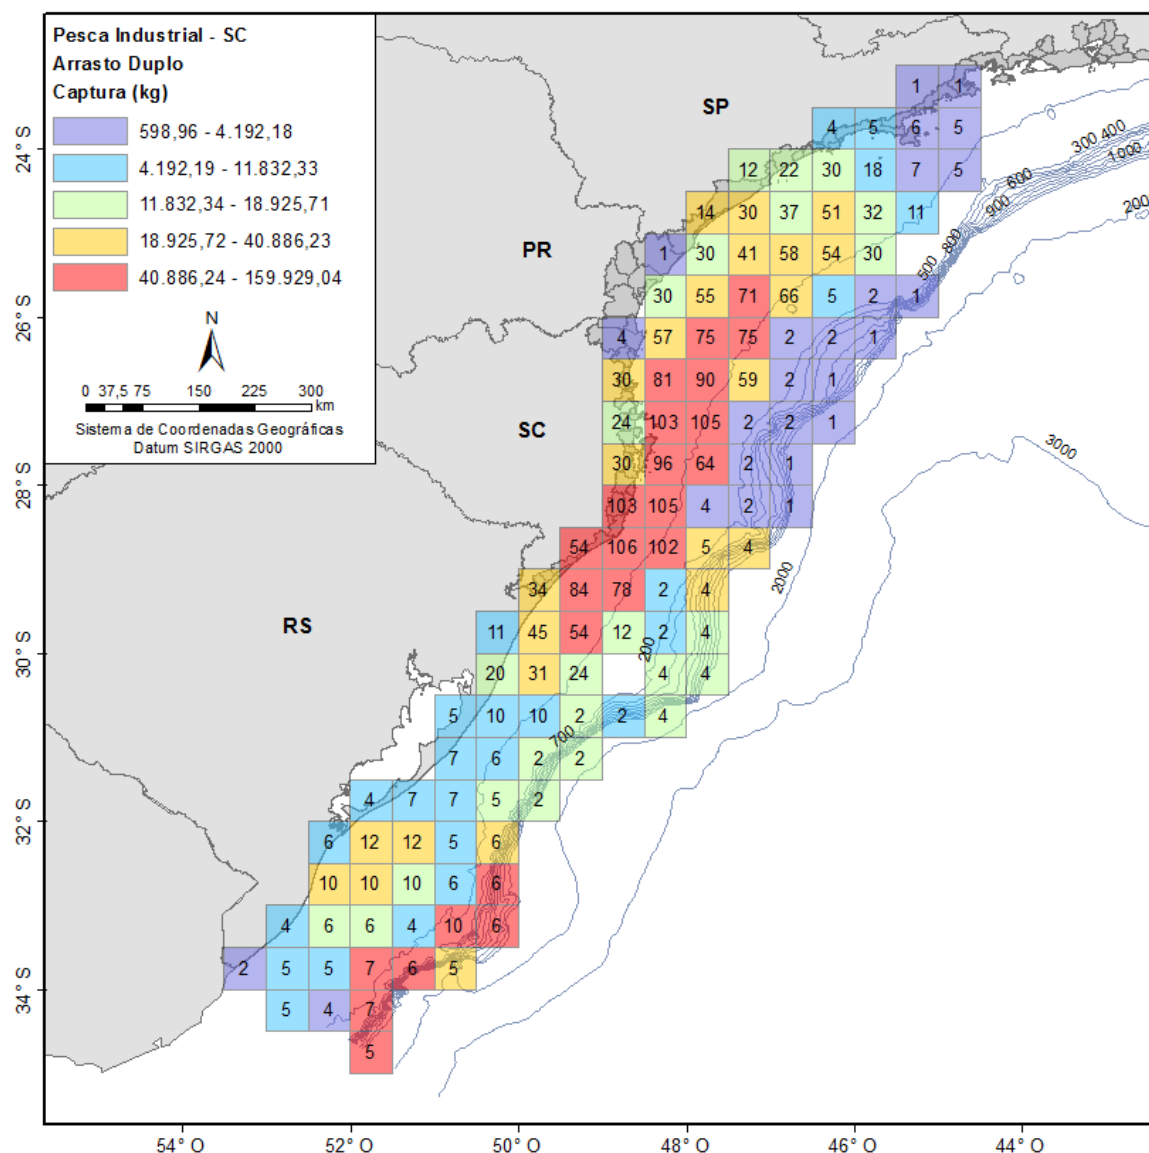 Pesca Industrial - SC
Arrasto Duplo
Captura (kg)
598,96 - 4.192,18
4.192,19 - 11.832,33
11.832,34 - 18.925,71
18.925,72 - 40.886,23
40.886,24 - 159.929,04
N
0 37,5 75 150 225 300
km
Sistema de Coordenadas Geográficas
Datum SIRGAS 2000
SP
PR
SC
RS
24° S
26° S
28° S
30° S
32° S
34° S
1 1
4 5 6 5
12 22 30 18 7 5
14 30 37 51 32 11
1 30 41 58 54 30
30 55 71 66 5 2 1
4 57 75 75 2 2 1
30 81 90 59 2 1
24 103 105 2 2 1
30 96 64 2 1
103 105 4 2 1
54 106 102 5 4
34 84 78 2 4
11 45 54 12 2 4
20 31 24 4 4
5 10 10 2 2 4
7 6 2 2
4 7 7 5 2
6 12 12 5 6
10 10 10 6 6
4 6 6 4 10 6
2 5 5 7 6 5
5 4 7
5
300 400
1000
600
900
200
800
500
3000
2000
200
700
54° O 52° O 50° O 48° O 46° O 44° O